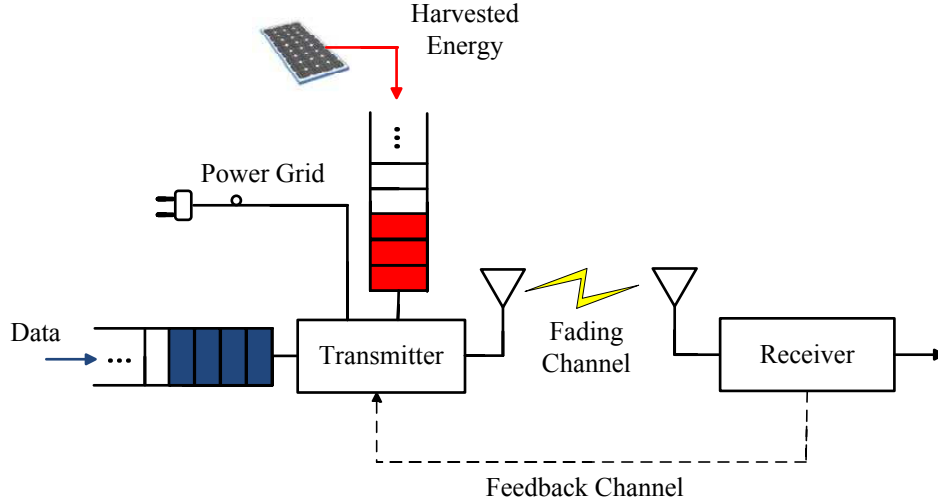 Harvested
Energy
Power Grid
Data
Transmitter
Fading
Channel
Receiver
Feedback Channel